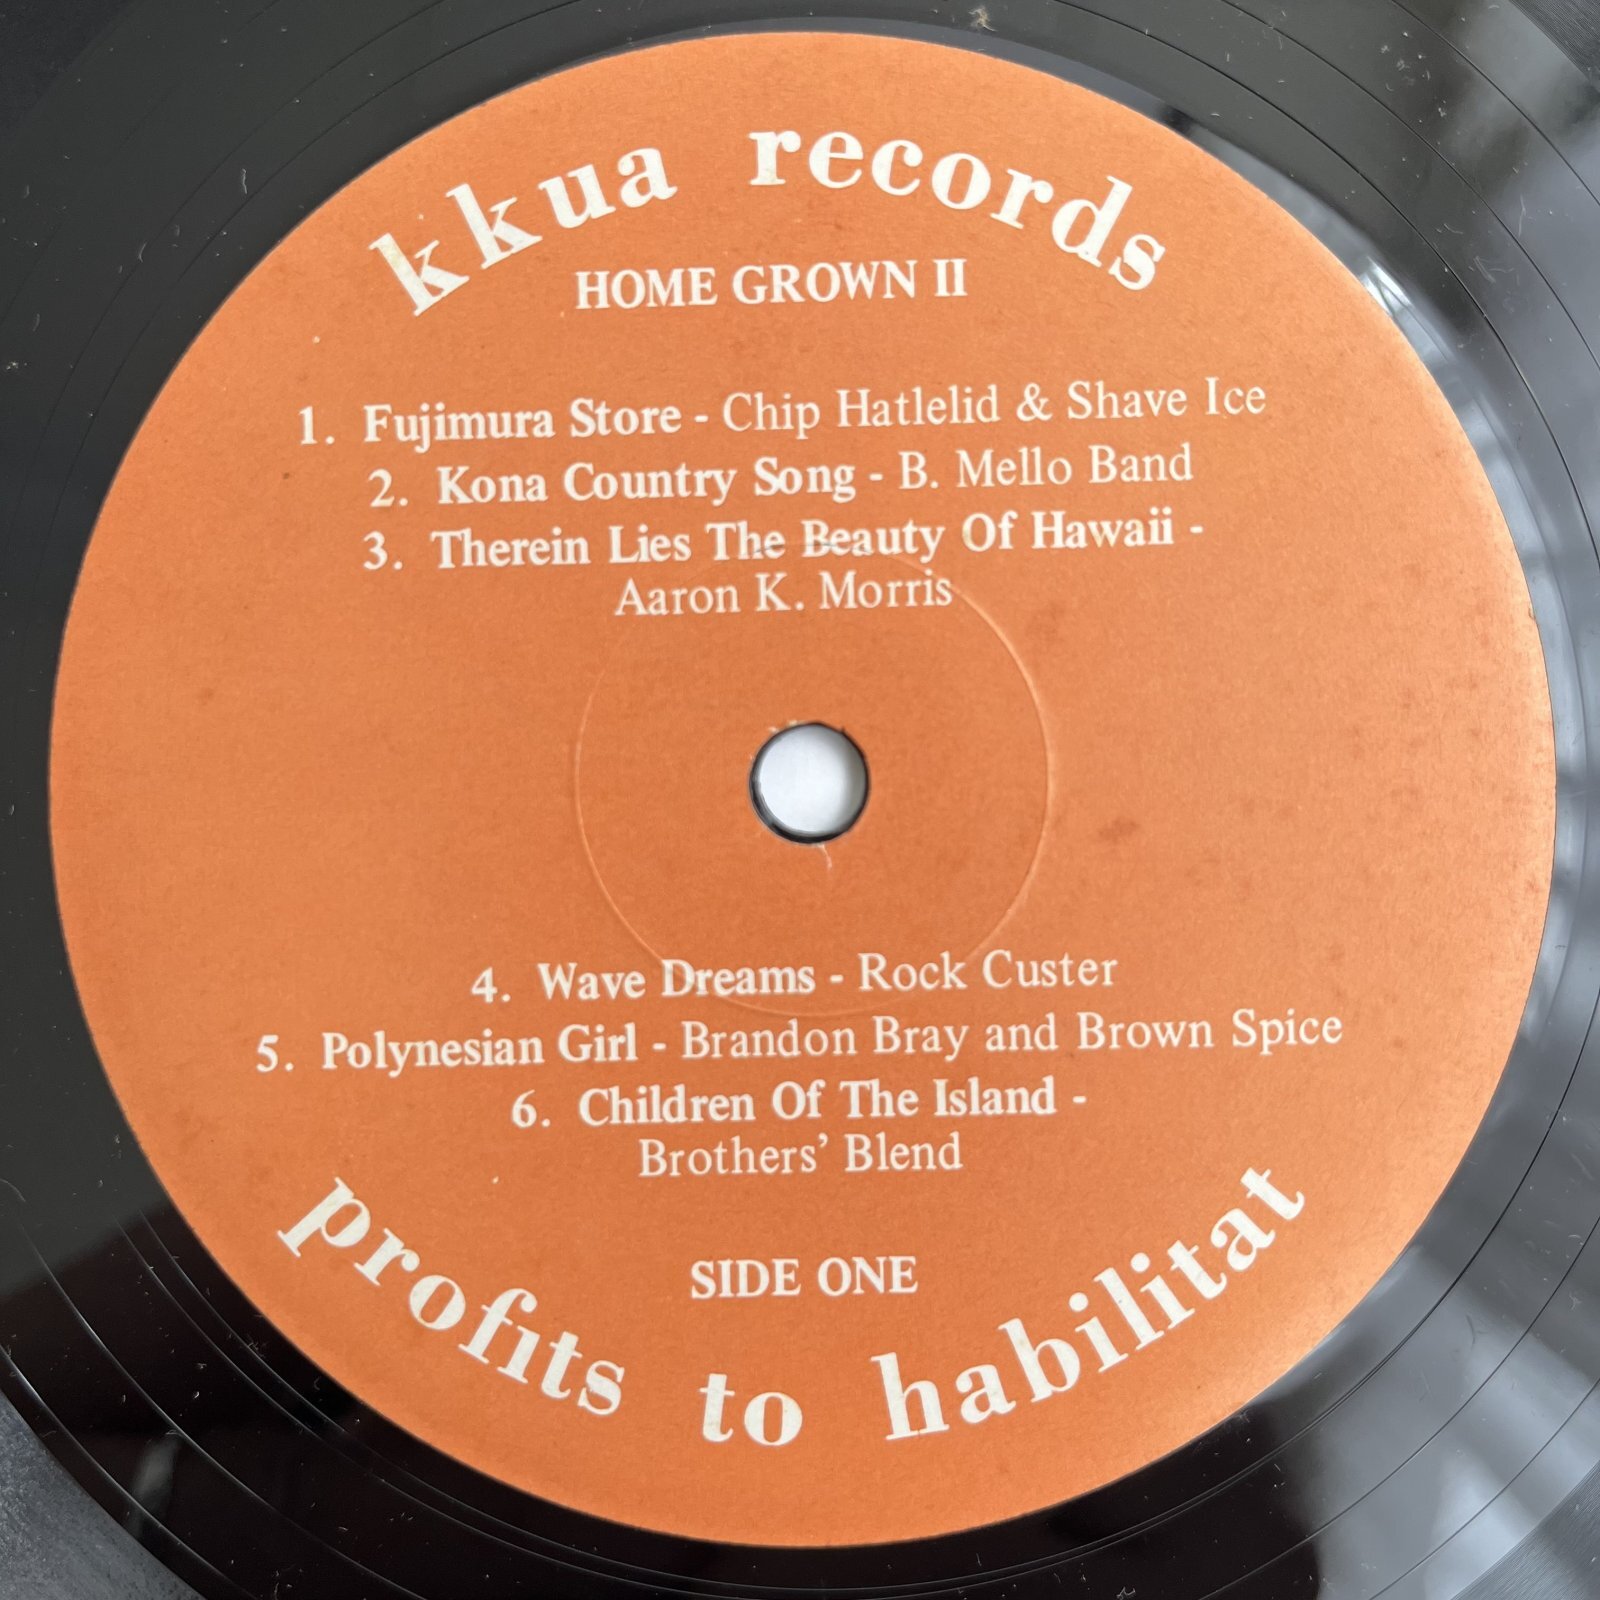 kkua records
HOME GROWN II
1. Fujimura Store - Chip Hatlelid & Shave Ice
2. Kona Country Song - B. Mello Band
3. Therein Lies The Beauty Of Hawaii -
Aaron K. Morris
4. Wave Dreams - Rock Custer
5. Polynesian Girl - Brandon Bray and Brown Spice
6. Children Of The Island -
Brothers' Blend
SIDE ONE
profits to habilitat